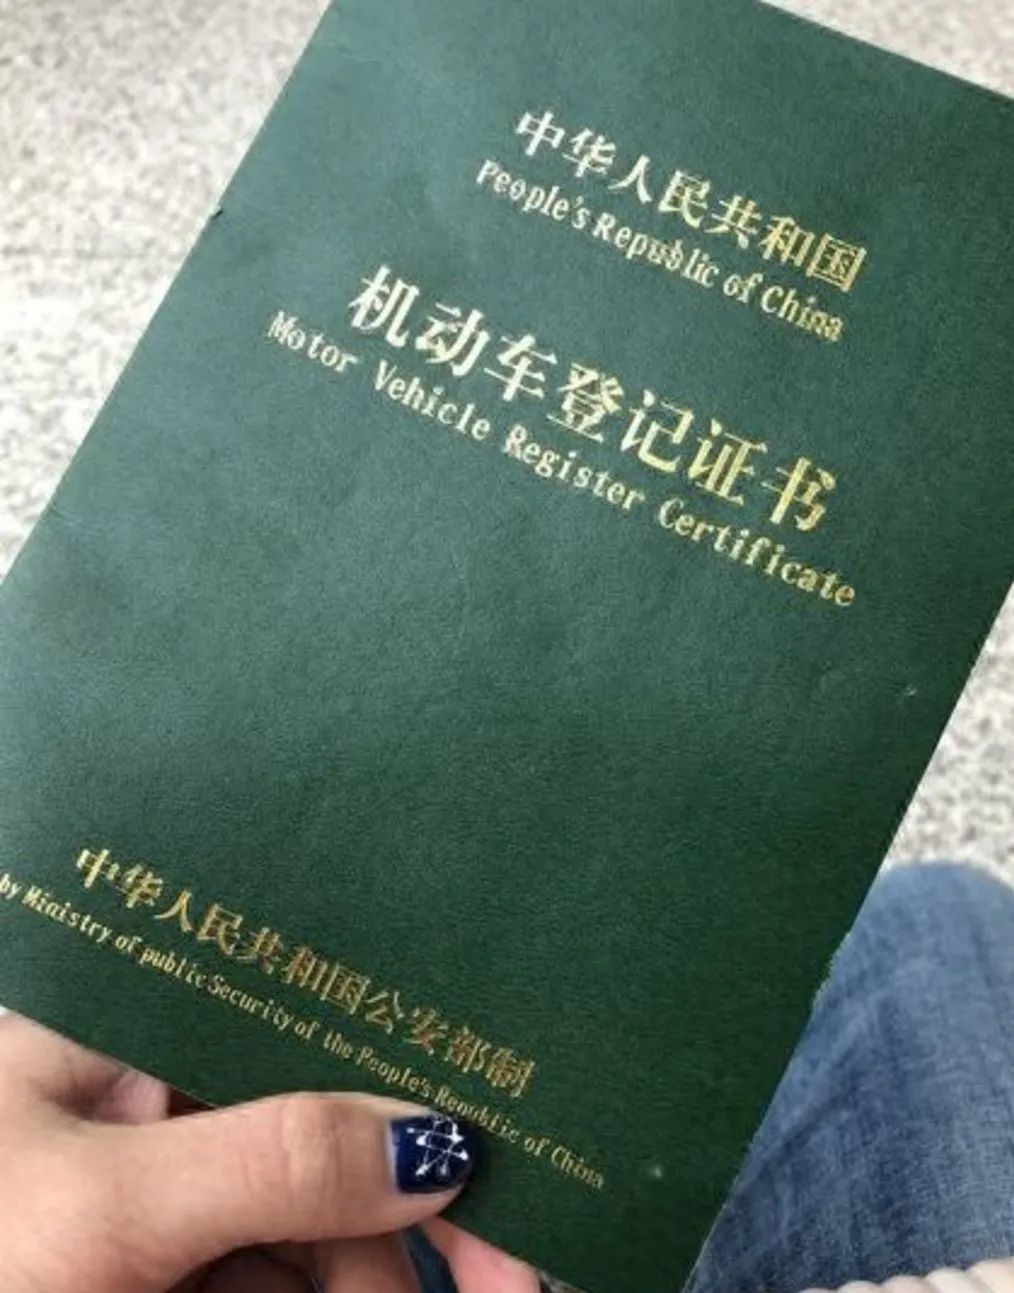 中华人民共和国
People's Republic of China
机动车登记证书
Motor Vehicle Register Certificate
中华人民共和国公安部制
by Ministry of public Security of the People's Republic of China